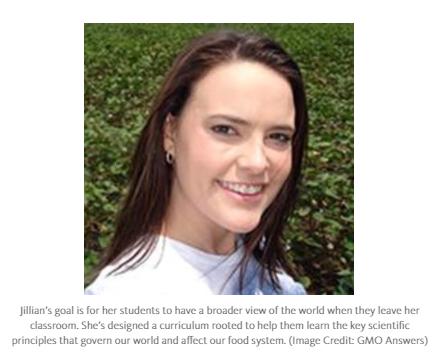 Jillian's goal is for her students to have a broader view of the world when they leave her
classroom. She's designed a curriculum rooted to help them learn the key scientific
principles that govern our world and affect our food system. (Image Credit: GMO Answers)